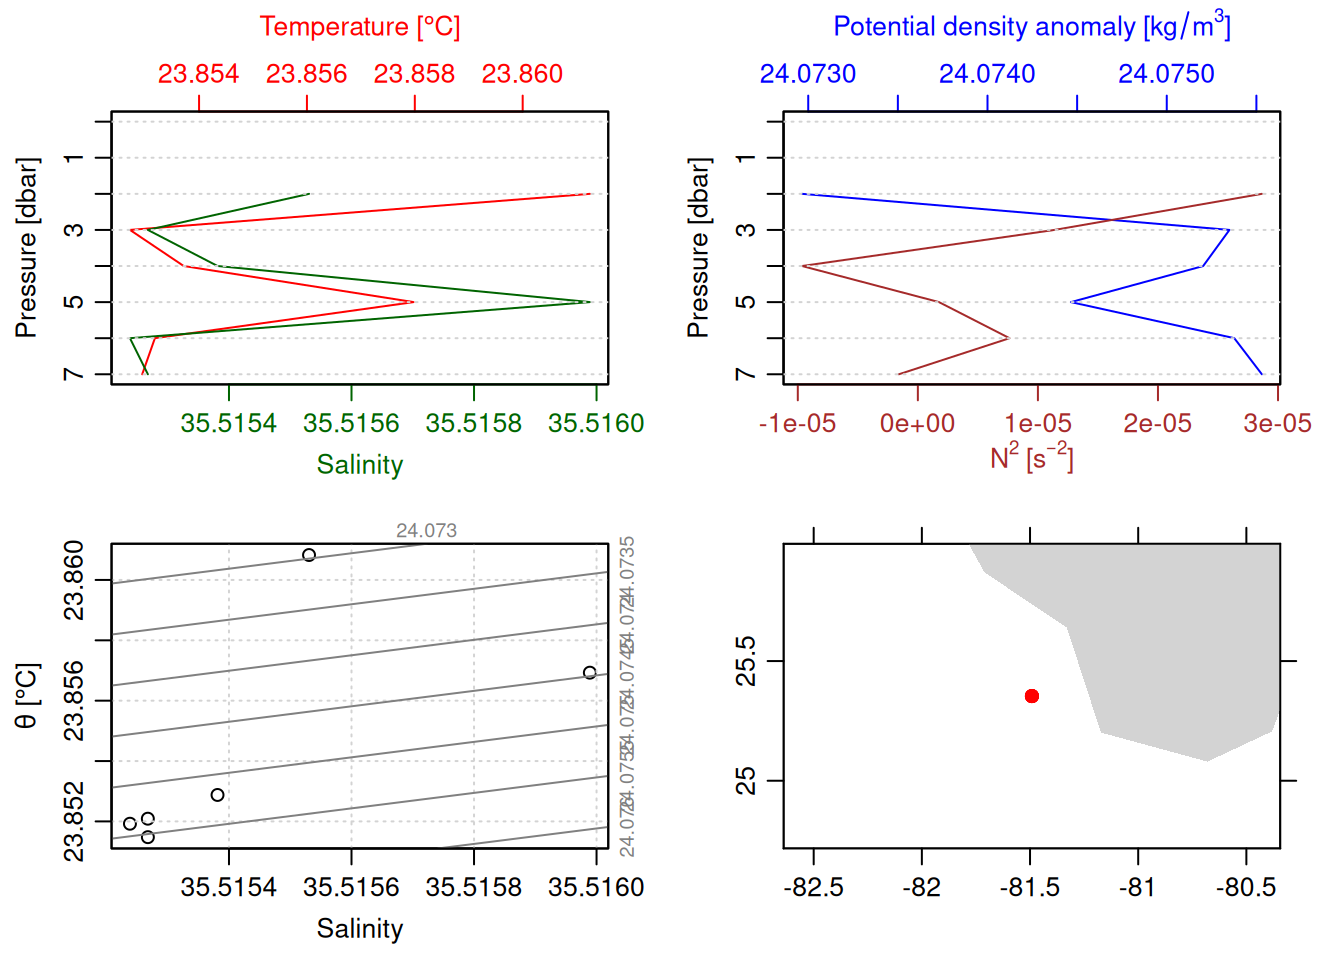 Temperature [°C]
23.854 23.856 23.858 23.860
Pressure [dbar]
1
3
5
7
35.5154 35.5156 35.5158 35.5160
Salinity
Potential density anomaly [kg/m³]
24.0730 24.0740 24.0750
Pressure [dbar]
1
3
5
7
-1e-05 0e+00 1e-05 2e-05 3e-05
N² [s⁻²]
24.073
θ [°C]
23.860
23.856
23.852
24.0735
35.5154 35.5156 35.5158 35.5160
Salinity
25.5
25
-82.5 -82 -81.5 -81 -80.5